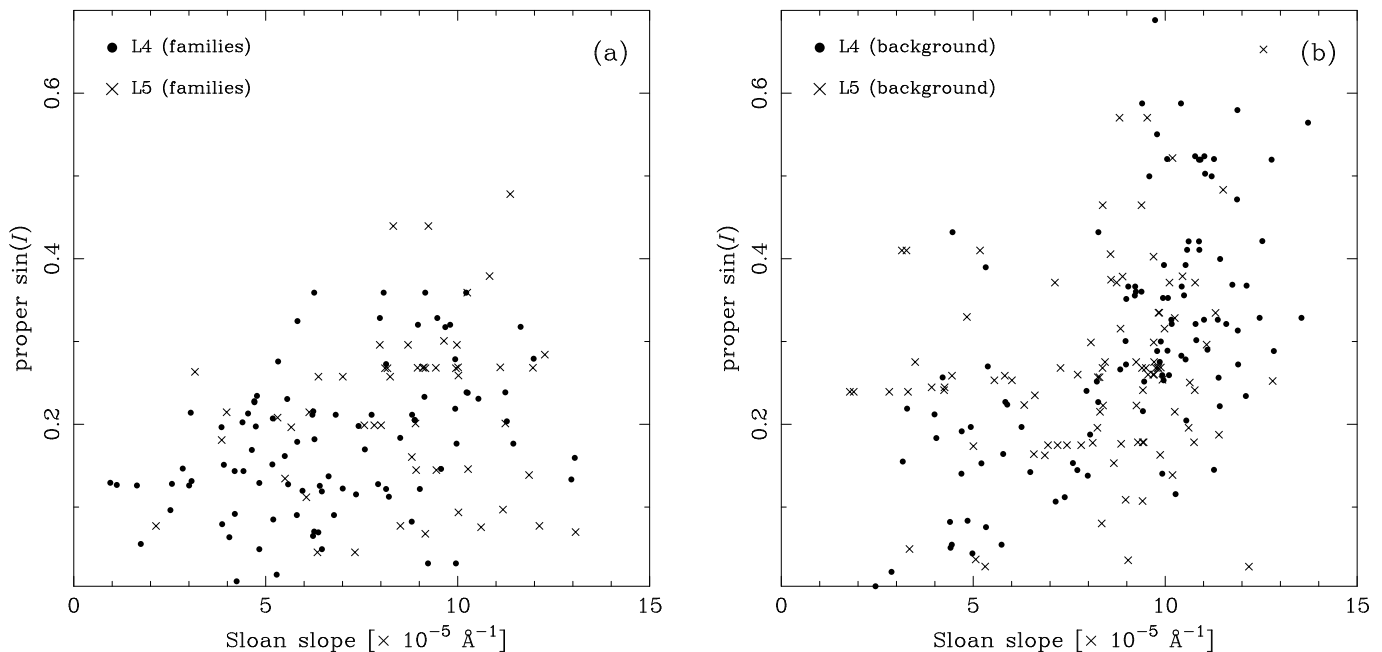 L4 (families)
L5 (families)
(a)
0.6
0.4
0.2
proper sin(I)
0
5
10
15
Sloan slope [× 10⁻⁵ Å⁻¹]
L4 (background)
L5 (background)
(b)
0.6
0.4
0.2
proper sin(I)
0
5
10
15
Sloan slope [× 10⁻⁵ Å⁻¹]